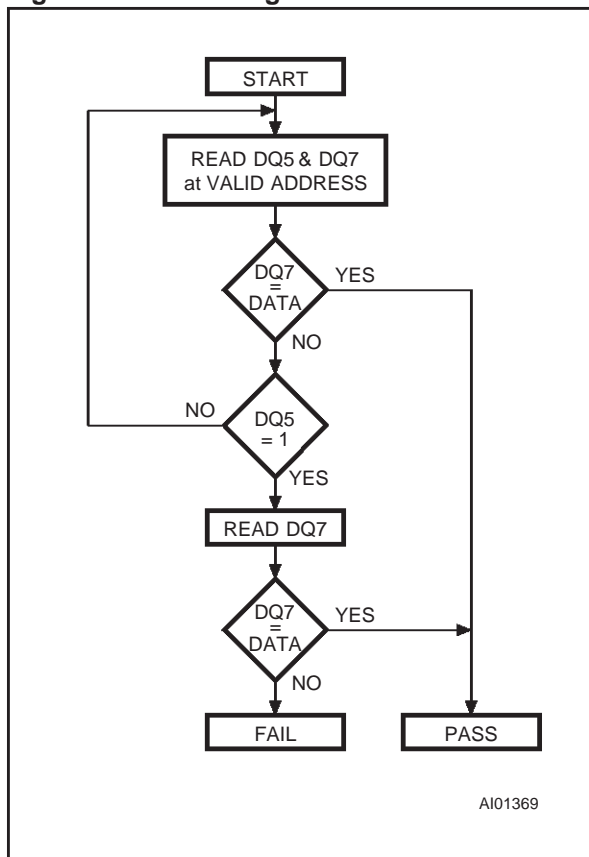 START
READ DQ5 & DQ7
at VALID ADDRESS
DQ7
=
DATA
YES
NO
DQ5
= 1
NO
YES
READ DQ7
DQ7
=
DATA
YES
NO
FAIL
PASS
AI01369